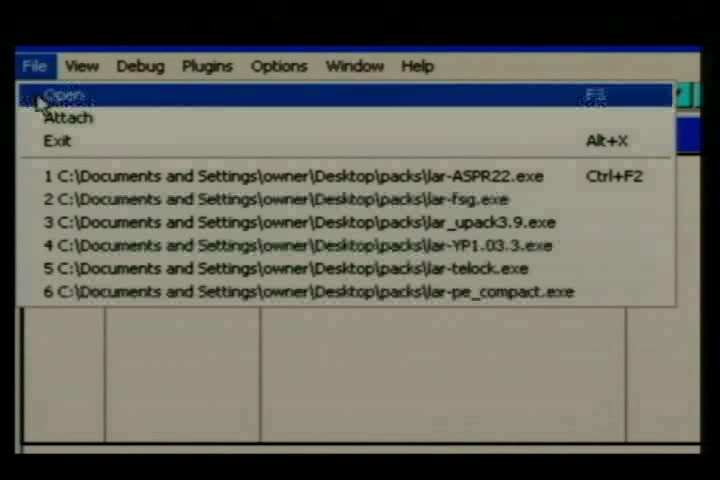 File View Debug Plugins Options Window Help
Open F3
Attach
Exit Alt+X
1 C:\Documents and Settings\owner\Desktop\packs\lar-ASPR22.exe Ctrl+F2
2 C:\Documents and Settings\owner\Desktop\packs\lar-fsg.exe
3 C:\Documents and Settings\owner\Desktop\packs\lar_upack3.9.exe
4 C:\Documents and Settings\owner\Desktop\packs\lar-YP1.03.3.exe
5 C:\Documents and Settings\owner\Desktop\packs\lar-telock.exe
6 C:\Documents and Settings\owner\Desktop\packs\lar-pe_compact.exe